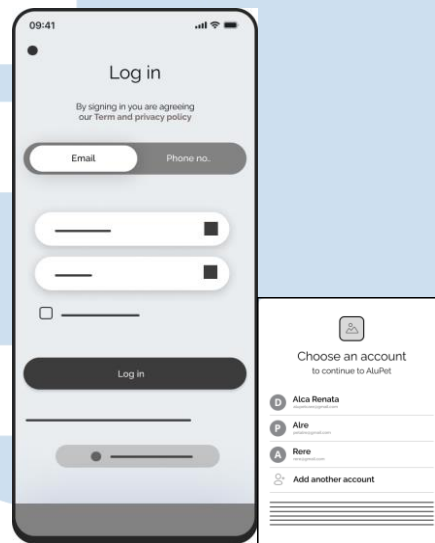 09:41
Log in
By signing in you are agreeing
our Term and privacy policy
Email
Phone no.
Log in
Choose an account
to continue to AluPet
D
Alca Renata
P
Alre
A
Rere
Add another account